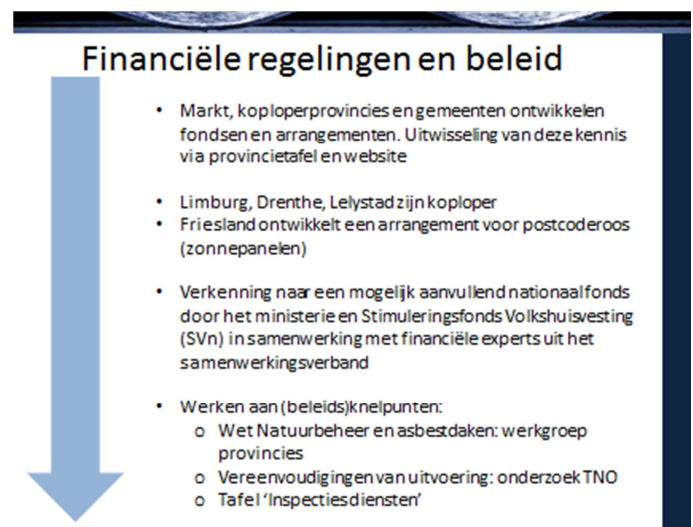 Financiële regelingen en beleid
• Markt, koploperprovincies en gemeenten ontwikkelen
fondsen en arrangementen. Uitwisseling van deze kennis
via provincietafel en website
• Limburg, Drenthe, Lelystad zijn koploper
• Friesland ontwikkelt een arrangement voor postcoderoos
(zonnepanelen)
• Verkenning naar een mogelijk aanvullend nationaal fonds
door het ministerie en Stimuleringsfonds Volkshuisvesting
(SVn) in samenwerking met financiële experts uit het
samenwerkingsverband
• Werken aan (beleids)knelpunten:
o Wet Natuurbeheer en asbestdaken: werkgroep
provincies
o Vereenvoudigingen van uitvoering: onderzoek TNO
o Tafel 'Inspectiesdiensten'